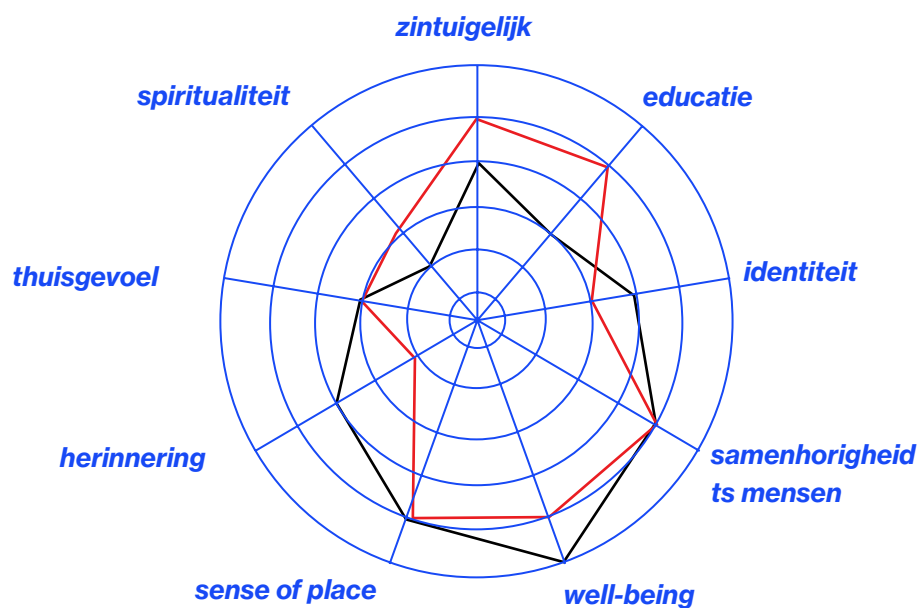 zintuigelijk
educatie
identiteit
samenhorigheid
ts mensen
well-being
sense of place
herinnering
thuisgevoel
spiritualiteit